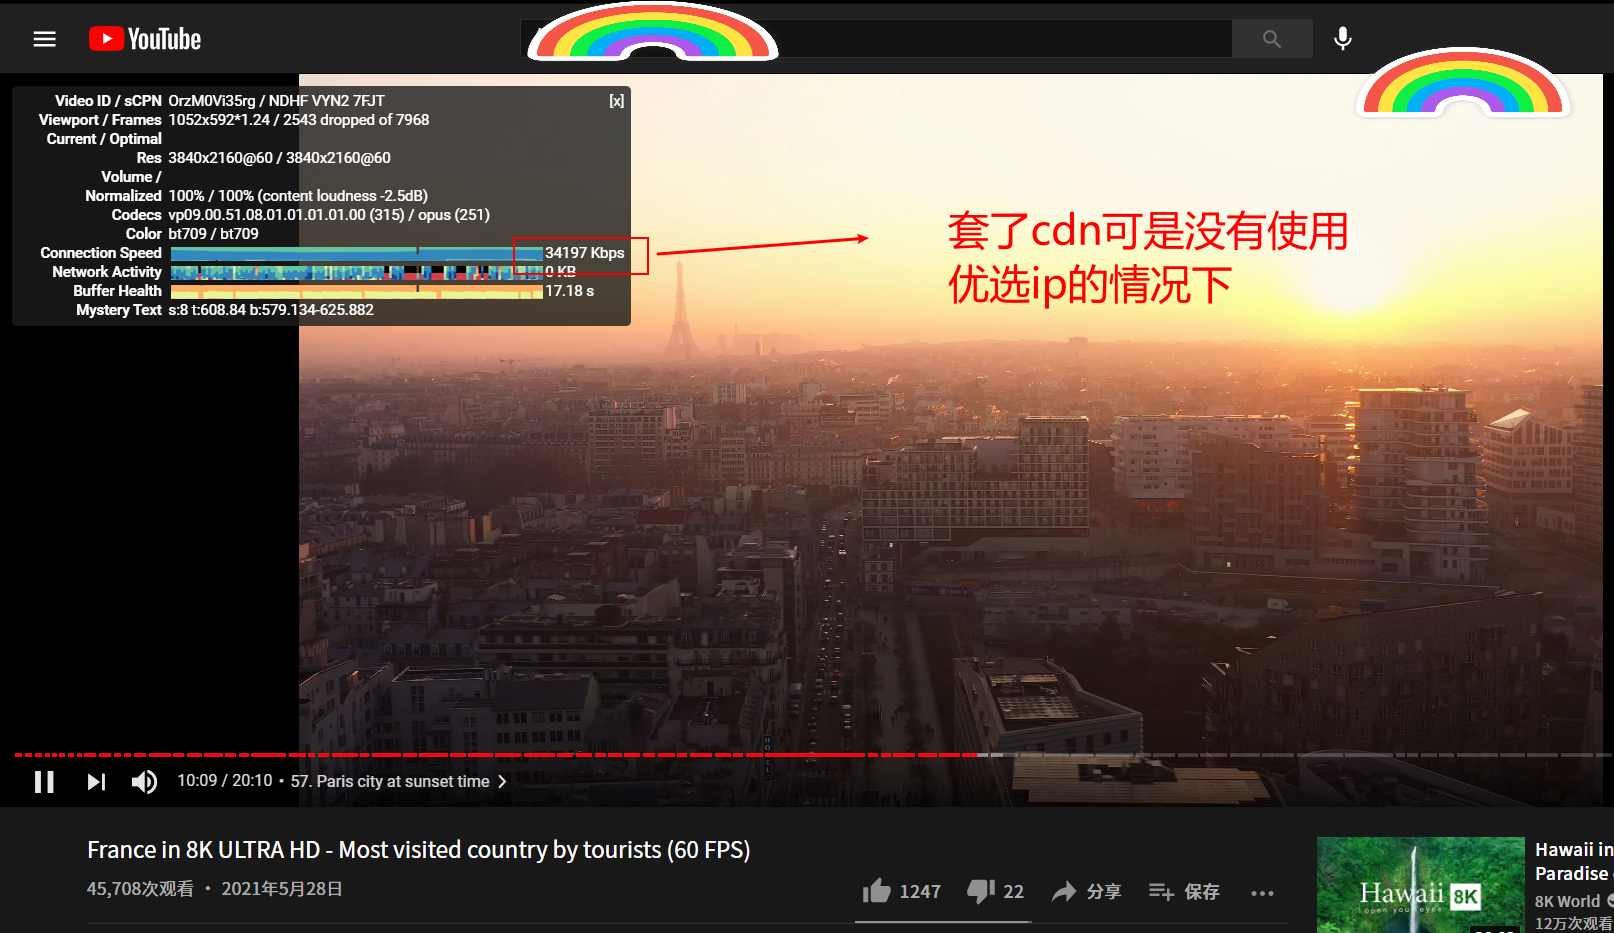 YouTube
Video ID / sCPN OrzM0Vi35rg / NDHF VYN2 7FJT
[x]
Viewport / Frames 1052x592*1.24 / 2543 dropped of 7968
Current / Optimal
Res 3840x2160@60 / 3840x2160@60
Volume /
Normalized 100% / 100% (content loudness -2.5dB)
Codecs vp09.00.51.08.01.01.01.01.00 (315) / opus (251)
Color bt709 / bt709
Connection Speed 34197 Kbps
Network Activity 0 KB
Buffer Health 17.18 s
Mystery Text s:8 t:608.84 b:579.134-625.882
套了cdn可是没有使用
优选ip的情况下
HOTEL
10:09 / 20:10 • 57. Paris city at sunset time
France in 8K ULTRA HD - Most visited country by tourists (60 FPS)
45,708次观看 • 2021年5月28日
1247
22
分享
保存
Hawaii 8K
open your eyes
Hawaii in
Paradise
8K World
12万次观看